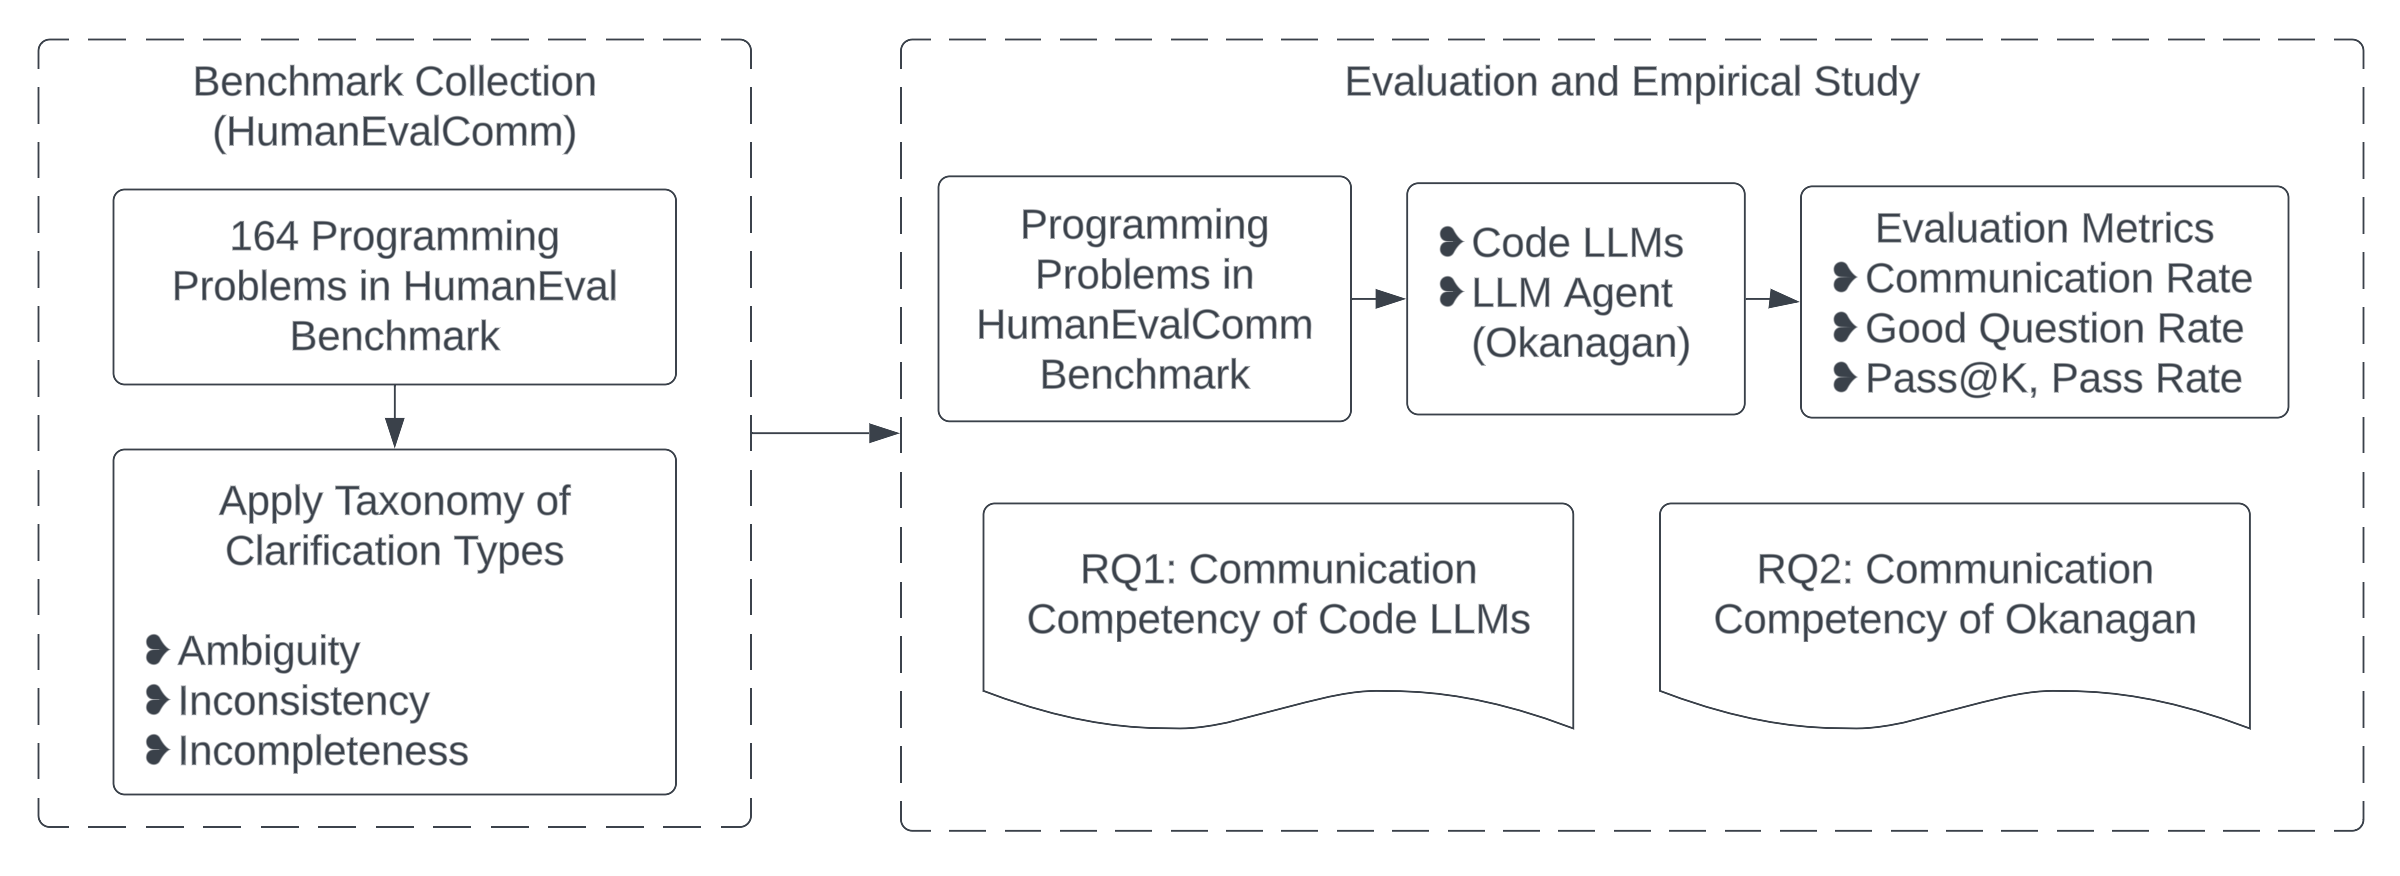 Benchmark Collection
(HumanEvalComm)
164 Programming
Problems in HumanEval
Benchmark
Apply Taxonomy of
Clarification Types
❥ Ambiguity
❥ Inconsistency
❥ Incompleteness
Evaluation and Empirical Study
Programming
Problems in
HumanEvalComm
Benchmark
❥ Code LLMs
❥ LLM Agent
(Okanagan)
Evaluation Metrics
❥ Communication Rate
❥ Good Question Rate
❥ Pass@K, Pass Rate
RQ1: Communication
Competency of Code LLMs
RQ2: Communication
Competency of Okanagan